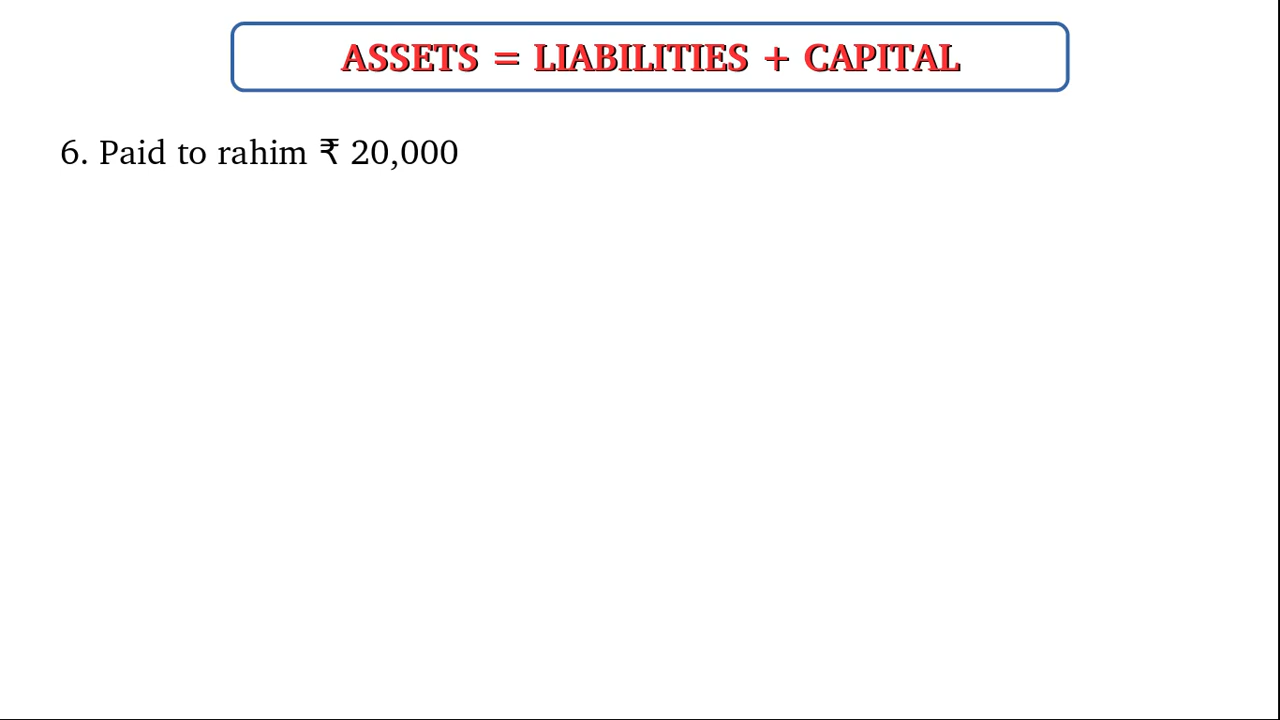 ASSETS = LIABILITIES + CAPITAL
6. Paid to rahim ₹ 20,000